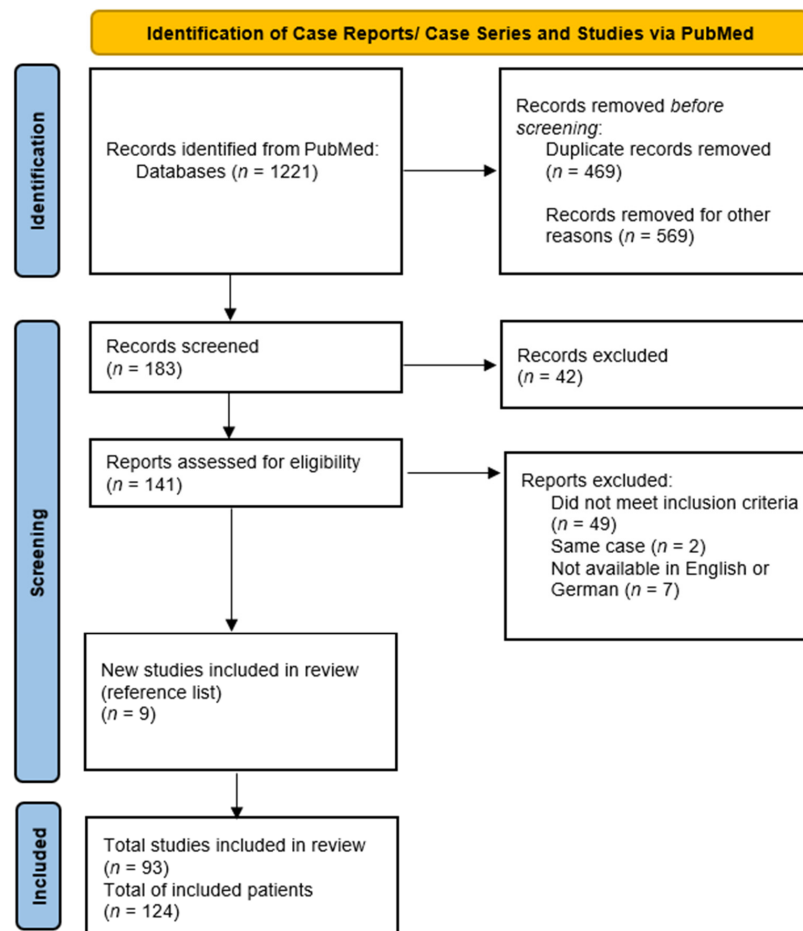 Identification of Case Reports/ Case Series and Studies via PubMed
Identification
Records identified from PubMed:
Databases (n = 1221)
Records removed before
screening:
Duplicate records removed
(n = 469)
Records removed for other
reasons (n = 569)
Screening
Records screened
(n = 183)
Records excluded
(n = 42)
Reports assessed for eligibility
(n = 141)
Reports excluded:
Did not meet inclusion criteria
(n = 49)
Same case (n = 2)
Not available in English or
German (n = 7)
New studies included in review
(reference list)
(n = 9)
Included
Total studies included in review
(n = 93)
Total of included patients
(n = 124)